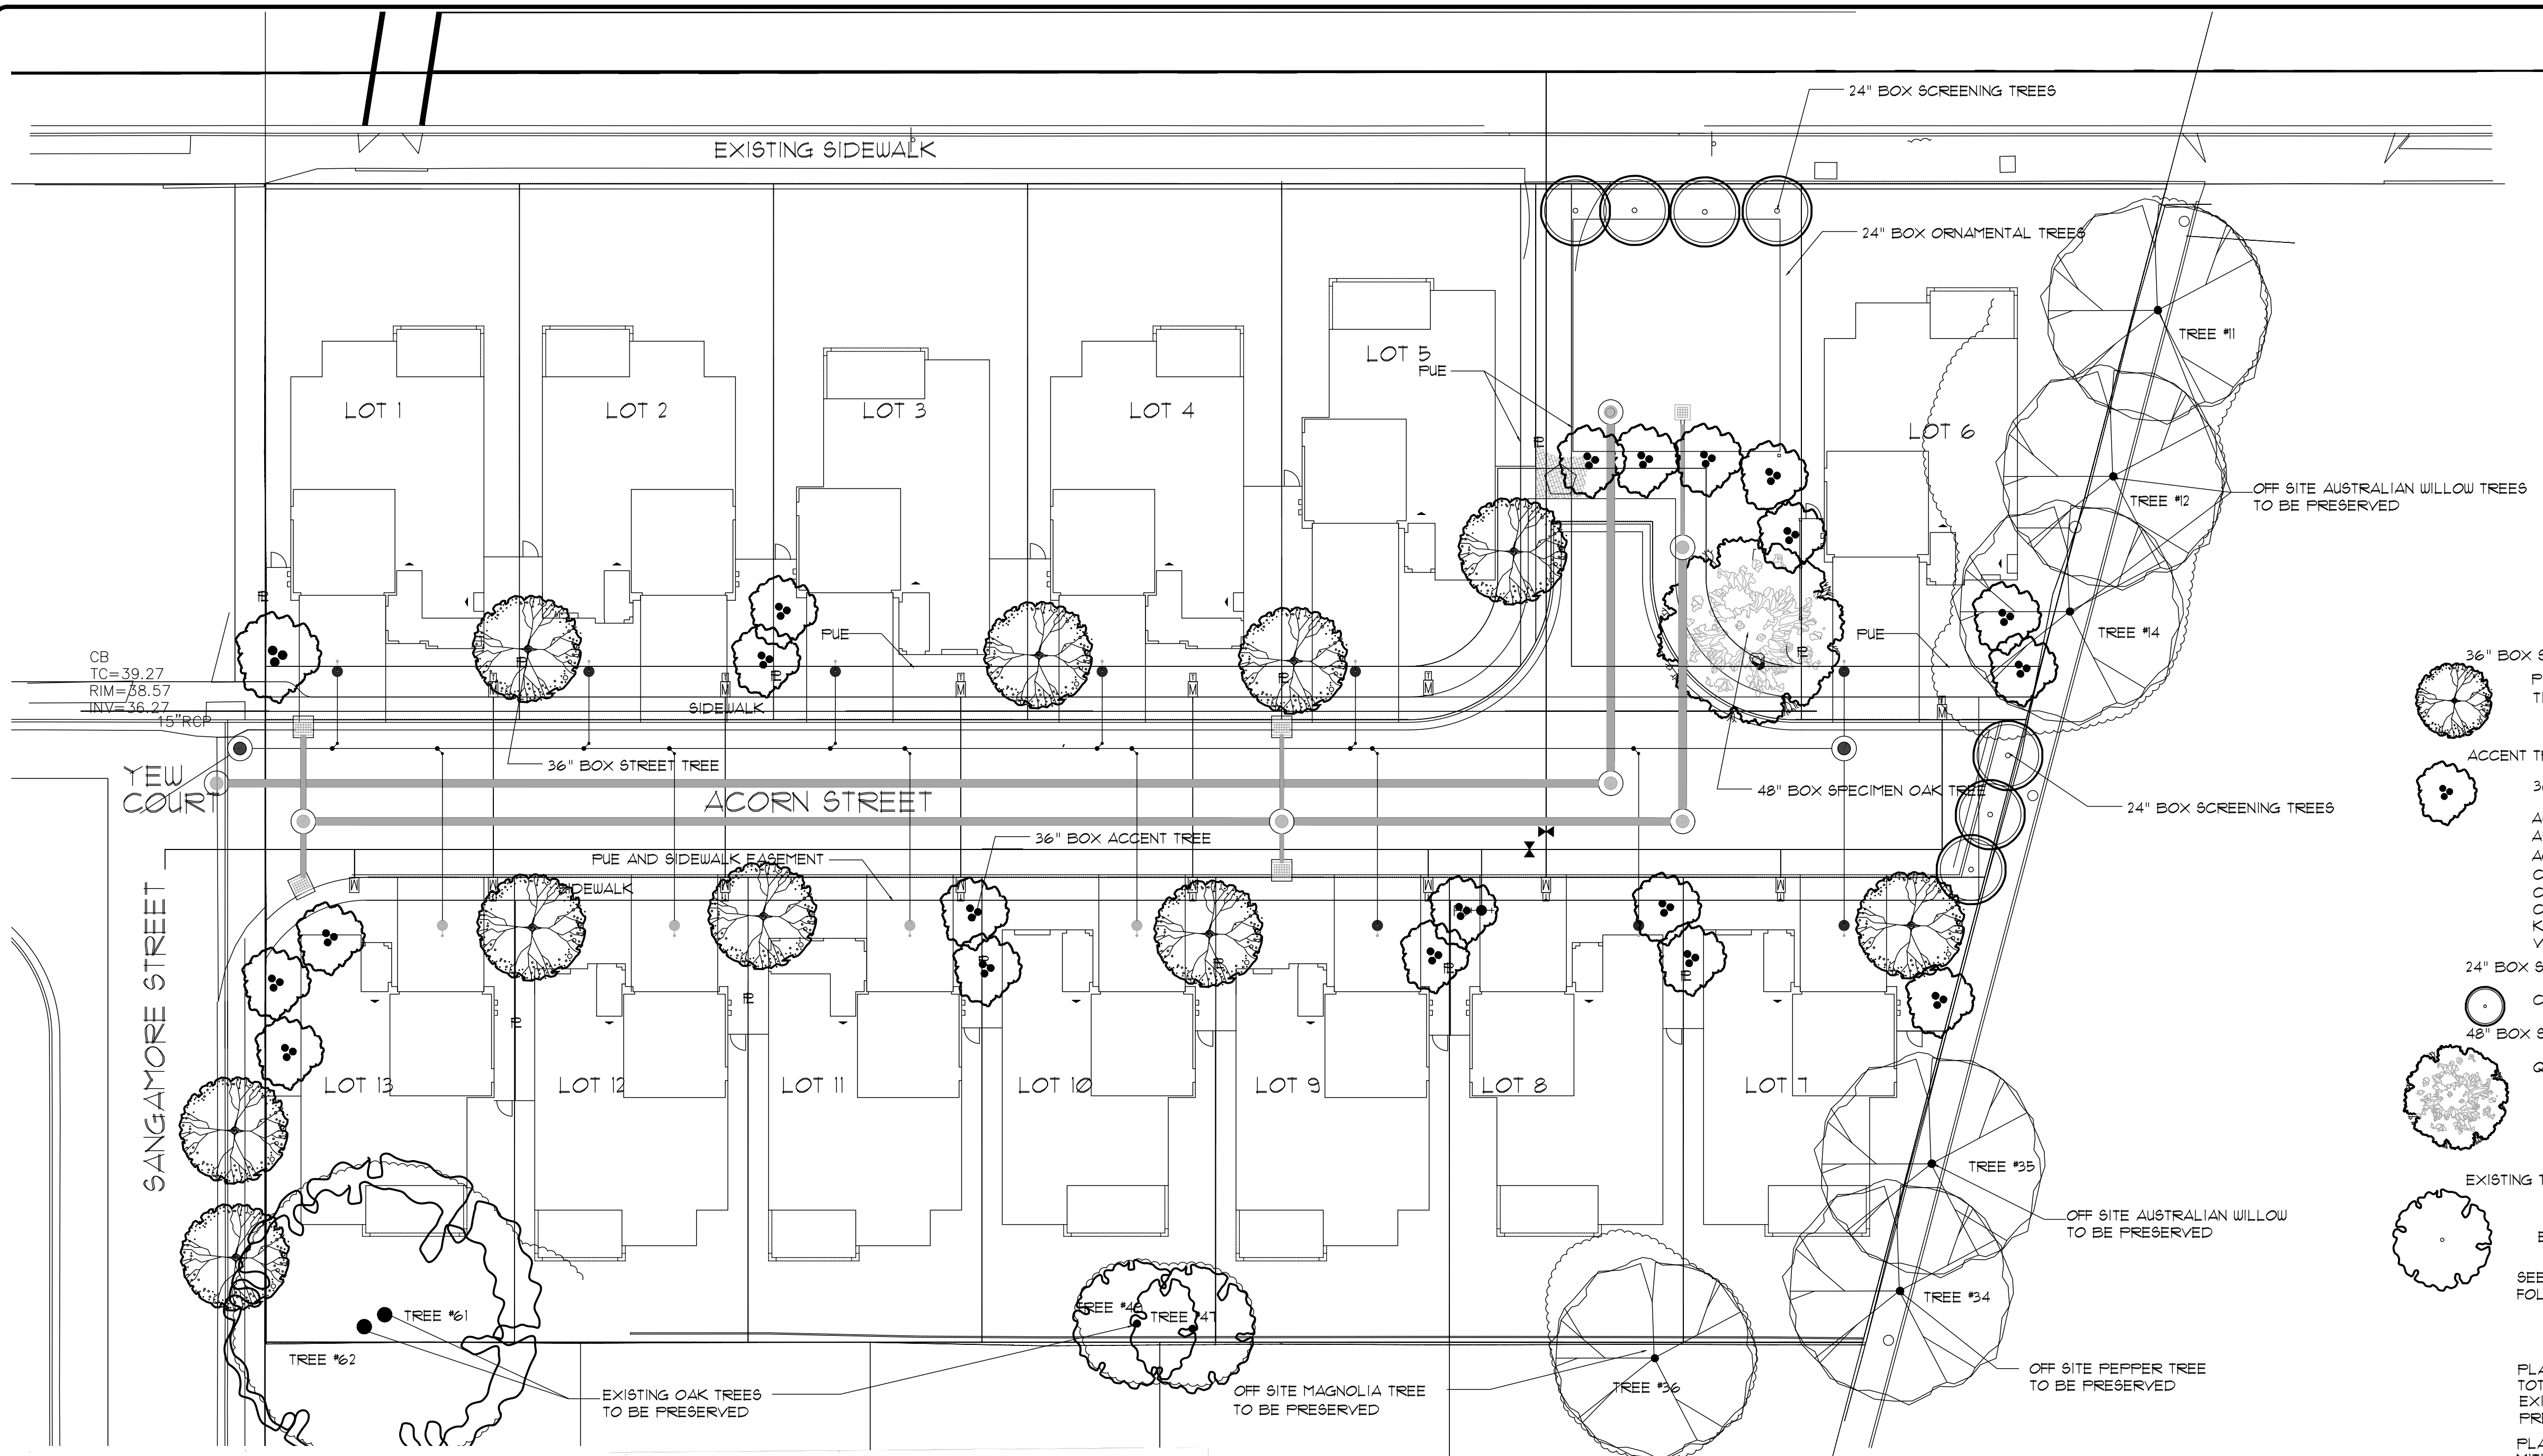 24" BOX SCREENING TREES
EXISTING SIDEWALK
24" BOX ORNAMENTAL TREES
TREE #11
LOT 5
PUE
LOT 1
LOT 2
LOT 3
LOT 4
LOT 6
TREE #12
OFF SITE AUSTRALIAN WILLOW TREES
TO BE PRESERVED
PUE
PUE
TREE #14
36" BOX S
P
CB
TC=39.27
RIM=38.57
INV=36.27
15"RCP
SIDEWALK
ACCENT T
YEW
COURT
36" BOX STREET TREE
ACORN STREET
48" BOX SPECIMEN OAK TREE
24" BOX SCREENING TREES
36" BOX ACCENT TREE
PUE AND SIDEWALK EASEMENT
SIDEWALK
SANGAMORE STREET
24" BOX S
48" BOX S
LOT 13
LOT 12
LOT 11
LOT 10
LOT 9
LOT 8
LOT 7
TREE #35
EXISTING T
OFF SITE AUSTRALIAN WILLOW
TO BE PRESERVED
TREE #34
SEE
FOL
TREE #61
TREE #47
TREE #62
TREE #36
OFF SITE PEPPER TREE
TO BE PRESERVED
EXISTING OAK TREES
TO BE PRESERVED
OFF SITE MAGNOLIA TREE
TO BE PRESERVED
PLA
TOT
EXI
PRE
PLA